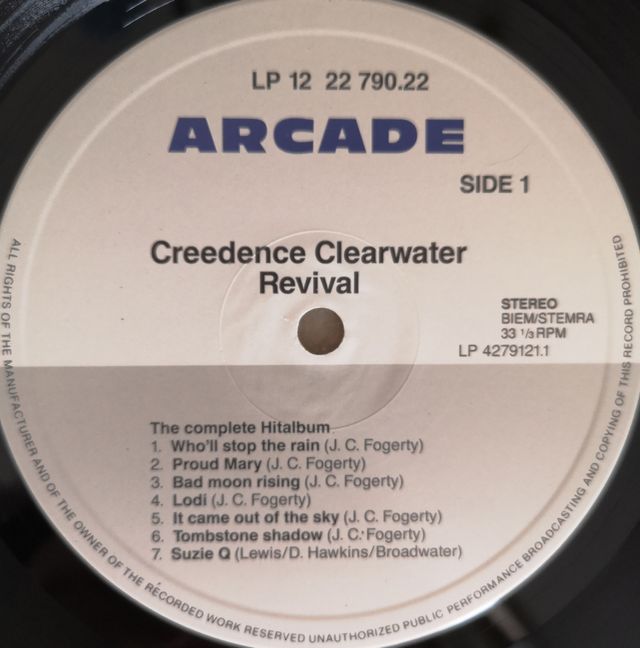 LP 12 22 790.22
ARCADE
SIDE 1
Creedence Clearwater
Revival
STEREO
BIEM/STEMRA
33 1/3 RPM
LP 4279121.1
The complete Hitalbum
1. Who'll stop the rain (J. C. Fogerty)
2. Proud Mary (J. C. Fogerty)
3. Bad moon rising (J. C. Fogerty)
4. Lodi (J. C. Fogerty)
5. It came out of the sky (J. C. Fogerty)
6. Tombstone shadow (J. C. Fogerty)
7. Suzie Q (Lewis/D. Hawkins/Broadwater)
ALL RIGHTS OF THE MANUFACTURER AND OF THE OWNER OF THE RECORDED WORK RESERVED UNAUTHORIZED PUBLIC PERFORMANCE BROADCASTING AND COPYING OF THIS RECORD PROHIBITED